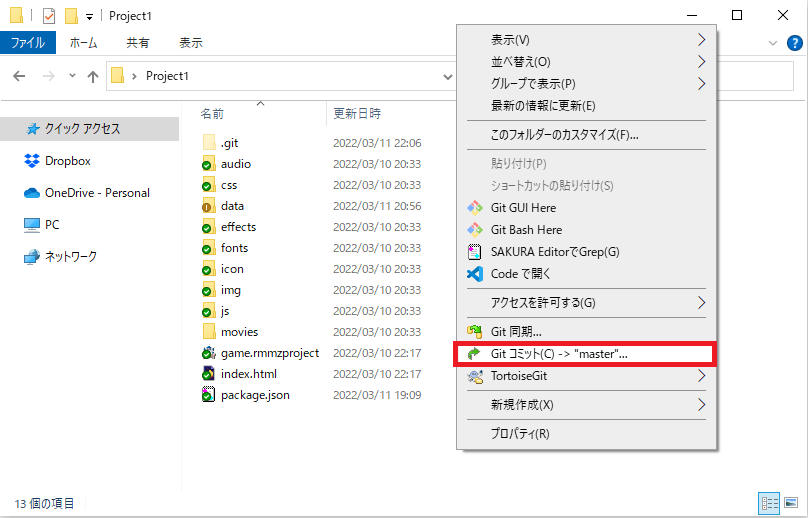 Project1
ファイル ホーム 共有 表示
Project1
名前 更新日時
クイック アクセス
Dropbox
OneDrive - Personal
PC
ネットワーク
.git 2022/03/11 22:06
audio 2022/03/10 20:33
css 2022/03/10 20:33
data 2022/03/11 20:56
effects 2022/03/10 20:33
fonts 2022/03/10 20:33
icon 2022/03/10 20:33
img 2022/03/10 20:33
js 2022/03/10 20:33
movies 2022/03/10 20:33
game.rmmzproject 2022/03/10 22:17
index.html 2022/03/10 22:17
package.json 2022/03/11 19:09
表示(V)
並べ替え(O)
グループで表示(P)
最新の情報に更新(E)
このフォルダーのカスタマイズ(F)...
貼り付け(P)
ショートカットの貼り付け(S)
Git GUI Here
Git Bash Here
SAKURA EditorでGrep(G)
Code で開く
アクセスを許可する(G)
Git 同期...
Git コミット(C) -> "master"...
TortoiseGit
新規作成(X)
プロパティ(R)
13 個の項目